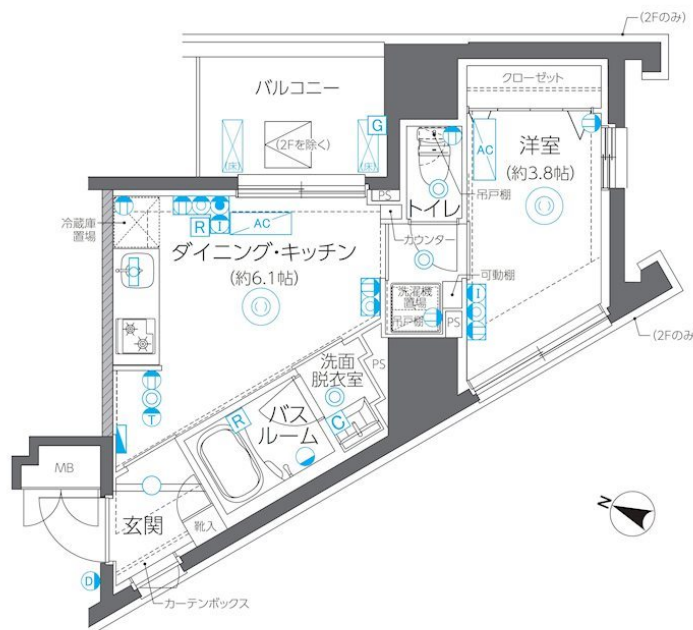 (2Fのみ)
バルコニー
クローゼット
G
(2Fを除く)
(床)
(床)
AC
洋室
(約3.8帖)
PS
トイレ
吊戸棚
冷蔵庫
置場
R
I
AC
カウンター
ダイニング・キッチン
(約6.1帖)
洗濯機
置場
吊戸棚
可動棚
I
PS
(2Fのみ)
洗面
脱衣室
PS
T
R
バス
ルーム
C
MB
玄関
靴入
N
D
カーテンボックス